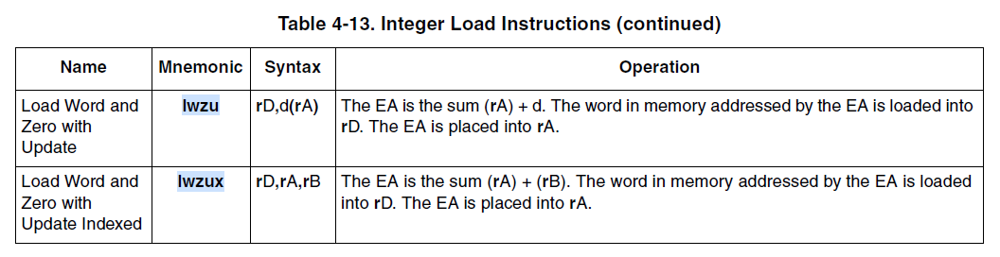 Table 4-13. Integer Load Instructions (continued)
Name Mnemonic Syntax Operation
Load Word and Zero with Update lwzu rD,d(rA) The EA is the sum (rA) + d. The word in memory addressed by the EA is loaded into rD. The EA is placed into rA.
Load Word and Zero with Update Indexed lwzux rD,rA,rB The EA is the sum (rA) + (rB). The word in memory addressed by the EA is loaded into rD. The EA is placed into rA.